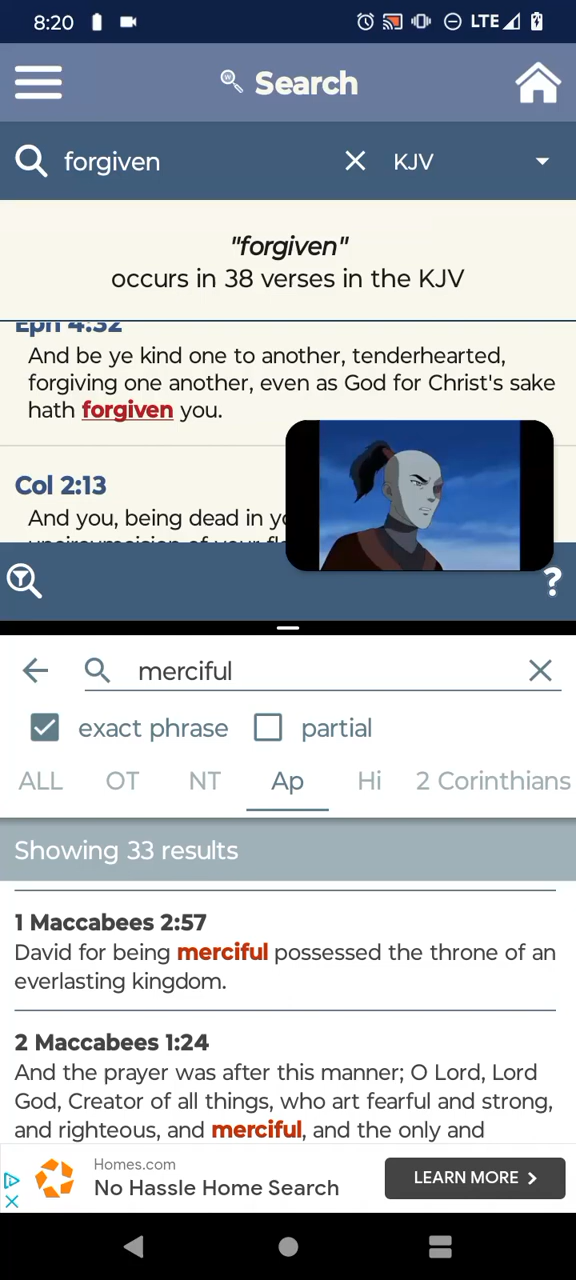 8:20 LTE
Search
forgiven KJV
"forgiven"
occurs in 38 verses in the KJV
Eph 4:32
And be ye kind one to another, tenderhearted,
forgiving one another, even as God for Christ's sake
hath forgiven you.
Col 2:13
And you, being dead in
?
merciful
exact phrase partial
ALL OT NT Ap Hi 2 Corinthians
Showing 33 results
1 Maccabees 2:57
David for being merciful possessed the throne of an
everlasting kingdom.
2 Maccabees 1:24
And the prayer was after this manner; O Lord, Lord
God, Creator of all things, who art fearful and strong,
and righteous, and merciful, and the only and
Homes.com
No Hassle Home Search
LEARN MORE